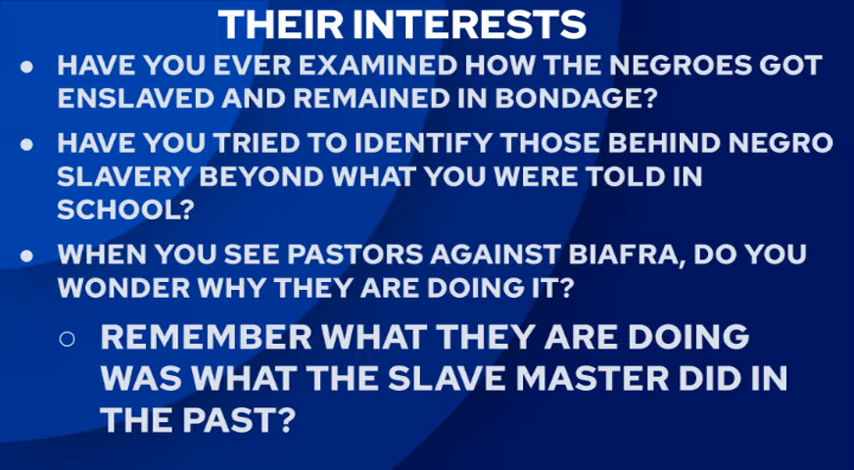 THEIR INTERESTS
● HAVE YOU EVER EXAMINED HOW THE NEGROES GOT
ENSLAVED AND REMAINED IN BONDAGE?
● HAVE YOU TRIED TO IDENTIFY THOSE BEHIND NEGRO
SLAVERY BEYOND WHAT YOU WERE TOLD IN
SCHOOL?
● WHEN YOU SEE PASTORS AGAINST BIAFRA, DO YOU
WONDER WHY THEY ARE DOING IT?
○ REMEMBER WHAT THEY ARE DOING
WAS WHAT THE SLAVE MASTER DID IN
THE PAST?